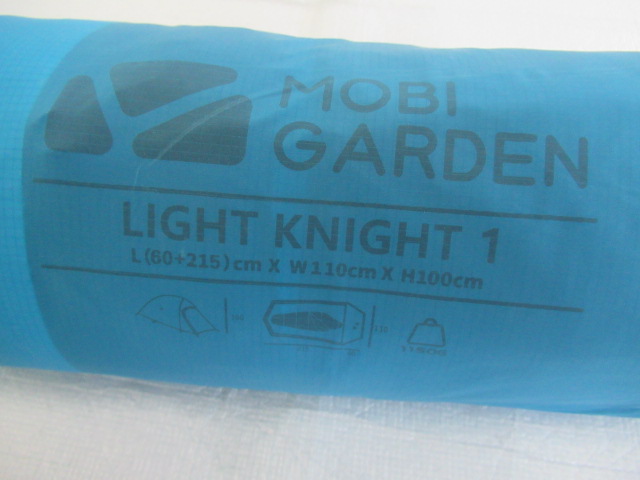 MOBI
GARDEN
LIGHT KNIGHT 1
L(60+215)cm X W110cm X H100cm